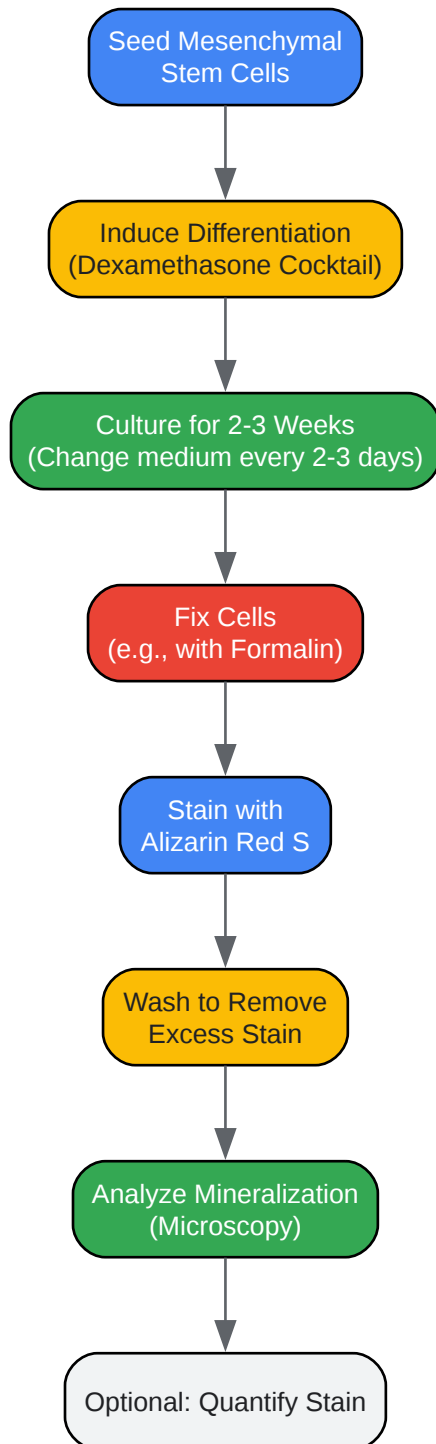 Seed Mesenchymal
Stem Cells
Induce Differentiation
(Dexamethasone Cocktail)
Culture for 2-3 Weeks
(Change medium every 2-3 days)
Fix Cells
(e.g., with Formalin)
Stain with
Alizarin Red S
Wash to Remove
Excess Stain
Analyze Mineralization
(Microscopy)
Optional: Quantify Stain